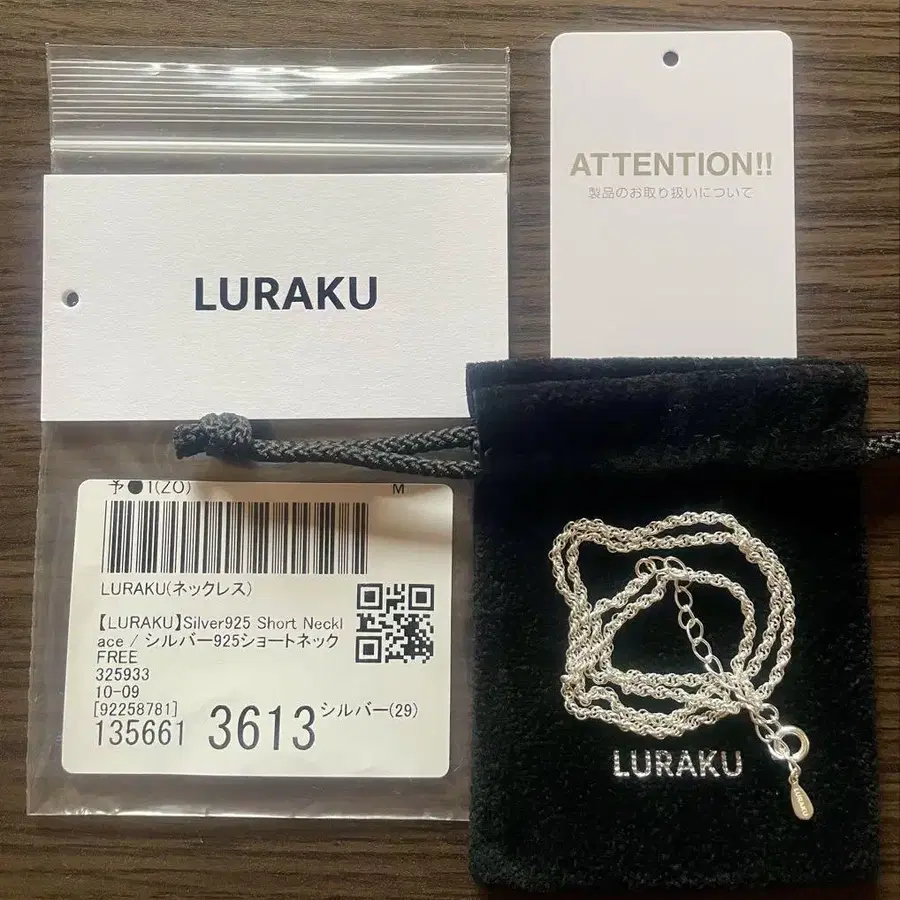 LURAKU
ATTENTION!!
製品のお取り扱いについて
予●1(20)
M
LURAKU(ネックレス)
【LURAKU】Silver925 Short Neckl
ace / シルバー925ショートネック
FREE
325933
10-09
[92258781]
135661 3613 シルバー(29)
LURAKU
LURAKU